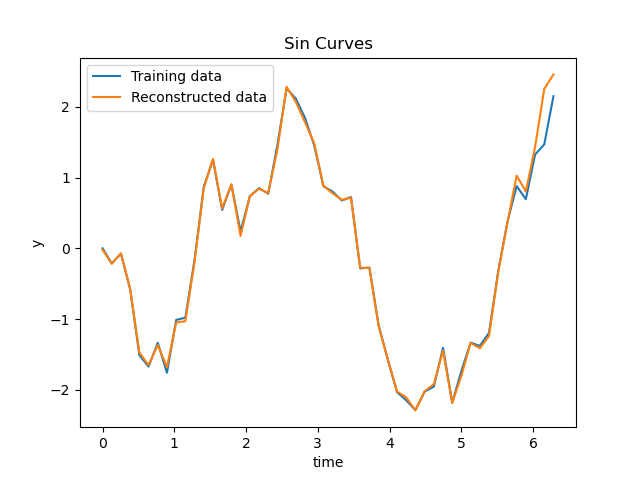 Sin Curves
Training data
Reconstructed data
2
1
0
−1
−2
y
0 1 2 3 4 5 6
time